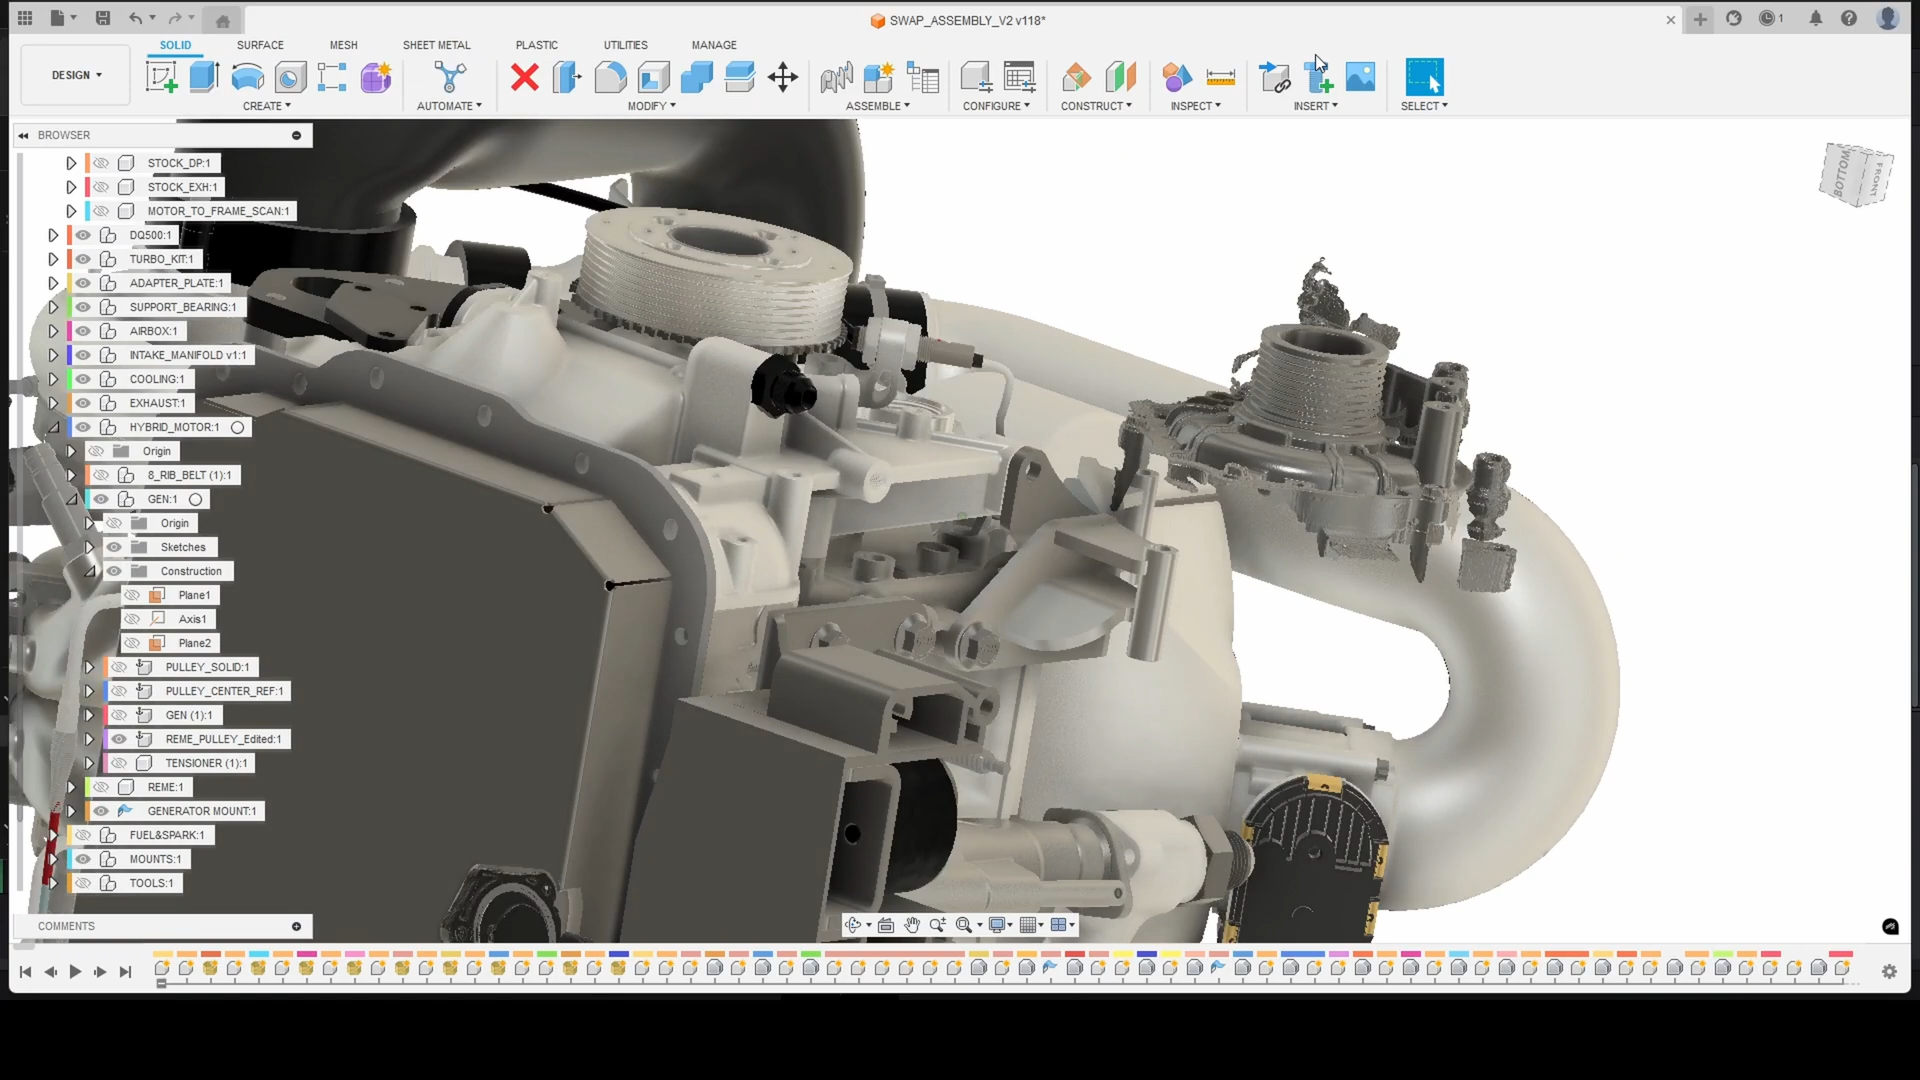 SWAP_ASSEMBLY_V2 v118*
1
DESIGN
SOLID
SURFACE
MESH
SHEET METAL
PLASTIC
UTILITIES
MANAGE
CREATE
AUTOMATE
MODIFY
ASSEMBLE
CONFIGURE
CONSTRUCT
INSPECT
INSERT
SELECT
BROWSER
BOTTOM
FRONT
STOCK_DP:1
STOCK_EXH:1
MOTOR_TO_FRAME_SCAN:1
DQ500:1
TURBO_KIT:1
ADAPTER_PLATE:1
SUPPORT_BEARING:1
AIRBOX:1
INTAKE_MANIFOLD v1:1
COOLING:1
EXHAUST:1
HYBRID_MOTOR:1
Origin
8_RIB_BELT (1):1
GEN:1
Origin
Sketches
Construction
Plane1
Axis1
Plane2
PULLEY_SOLID:1
PULLEY_CENTER_REF:1
GEN (1):1
REME_PULLEY_Edited:1
TENSIONER (1):1
REME:1
GENERATOR MOUNT:1
FUEL&SPARK:1
MOUNTS:1
TOOLS:1
COMMENTS